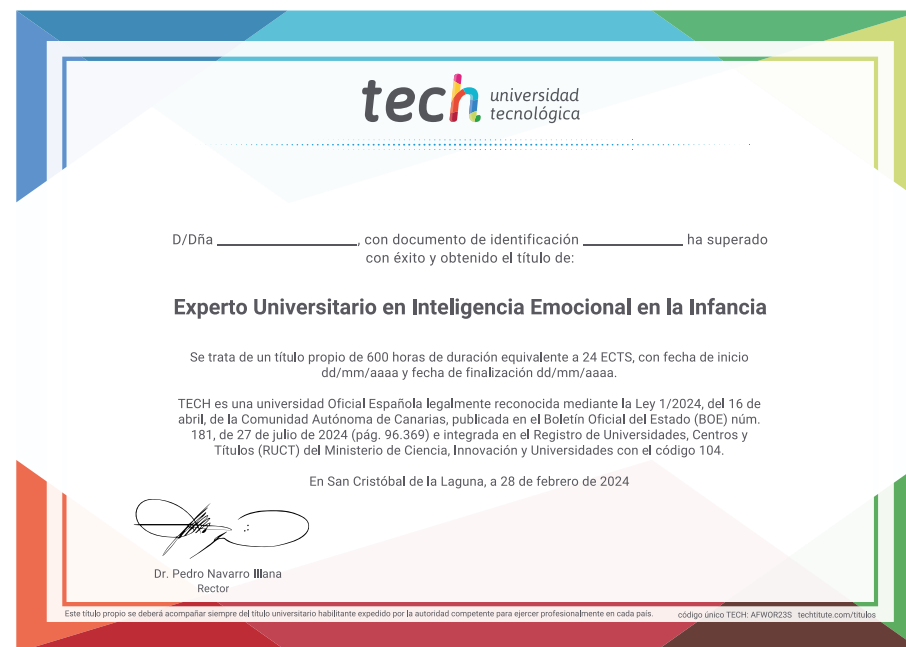 tech universidad
tecnológica
D/Dña ________________, con documento de identificación ____________ ha superado
con éxito y obtenido el título de:
Experto Universitario en Inteligencia Emocional en la Infancia
Se trata de un título propio de 600 horas de duración equivalente a 24 ECTS, con fecha de inicio
dd/mm/aaaa y fecha de finalización dd/mm/aaaa.
TECH es una universidad Oficial Española legalmente reconocida mediante la Ley 1/2024, del 16 de
abril, de la Comunidad Autónoma de Canarias, publicada en el Boletín Oficial del Estado (BOE) núm.
181, de 27 de julio de 2024 (pág. 96.369) e integrada en el Registro de Universidades, Centros y
Títulos (RUCT) del Ministerio de Ciencia, Innovación y Universidades con el código 104.
En San Cristóbal de la Laguna, a 28 de febrero de 2024
Dr. Pedro Navarro Illana
Rector
Este título propio se deberá acompañar siempre del título universitario habilitante expedido por la autoridad competente para ejercer profesionalmente en cada país. código único TECH: AFWOR23S techtitute.com/titulos